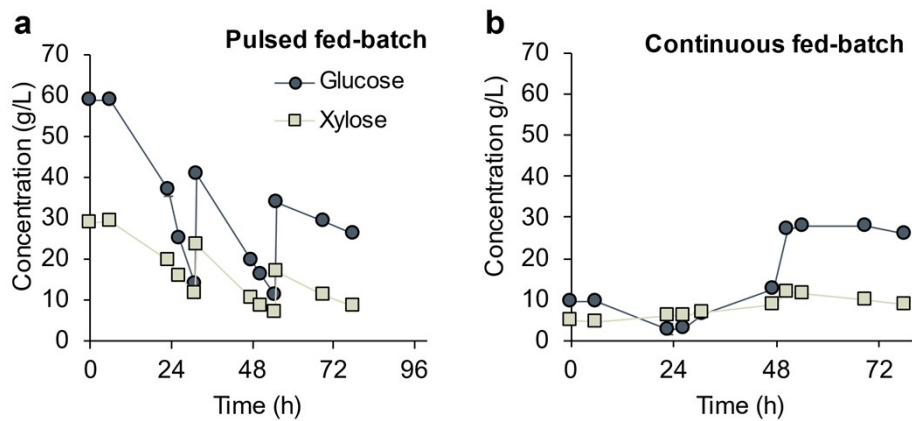 a
Pulsed fed-batch
Glucose
Xylose
Concentration (g/L)
70
60
50
40
30
20
10
0
0 24 48 72 96
Time (h)
b
Continuous fed-batch
Concentration g/L)
70
60
50
40
30
20
10
0
0 24 48 72
Time (h)